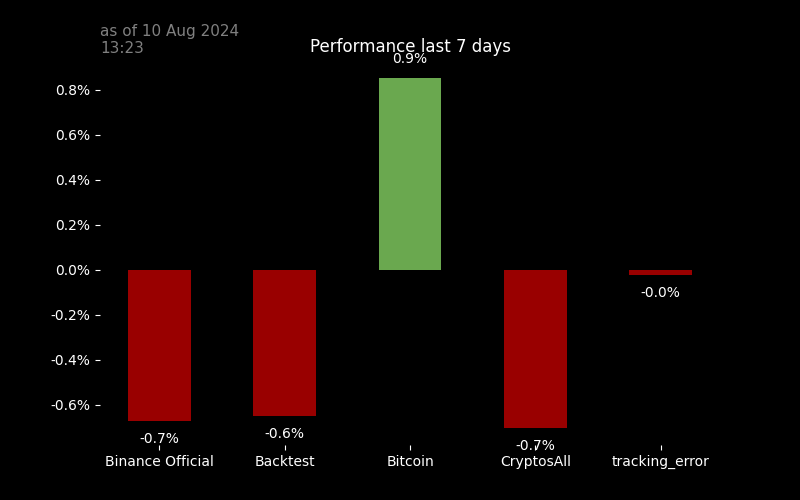 as of 10 Aug 2024
13:23
Performance last 7 days
0.9%
0.8%
0.6%
0.4%
0.2%
0.0%
-0.2%
-0.4%
-0.6%
-0.0%
-0.7%
-0.6%
-0.7%
Binance Official
Backtest
Bitcoin
CryptosAll
tracking_error